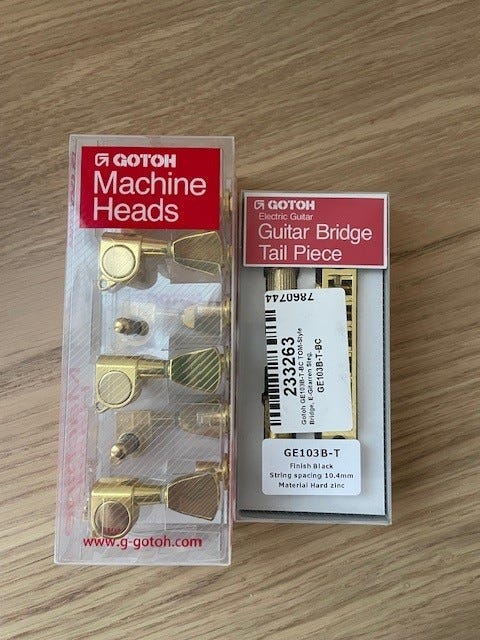 GOTOH
Machine
Heads
www.g-gotoh.com
GOTOH
Electric Guitar
Guitar Bridge
Tail Piece
7860744
233263
Gotoh GE103B-T-BC TOM-Style
Bridge, E-Gitarren Steg,
GE103B-T-BC
GE103B-T
Finish Black
String spacing 10.4mm
Material Hard zinc